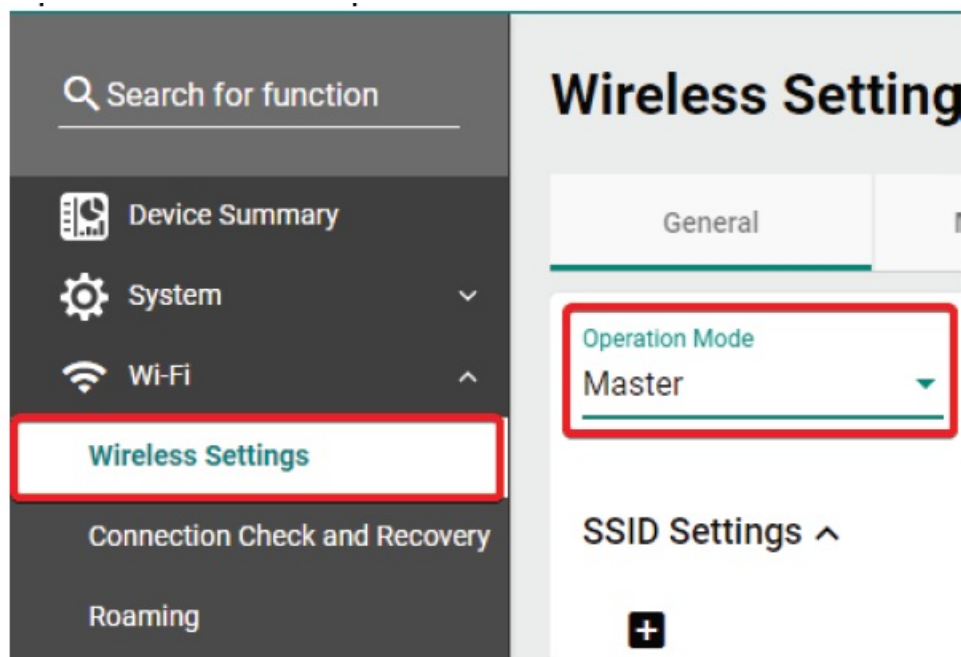 Search for function
Device Summary
System
Wi-Fi
Wireless Settings
Connection Check and Recovery
Roaming
Wireless Setting
General
Operation Mode
Master
SSID Settings